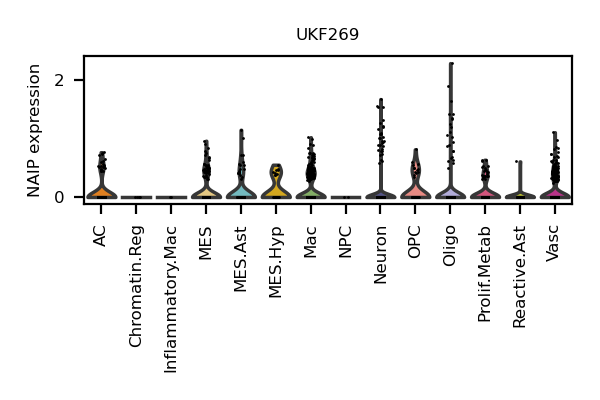 UKF269
NAIP expression
2
0
AC
Chromatin.Reg
Inflammatory.Mac
MES
MES.Ast
MES.Hyp
Mac
NPC
Neuron
OPC
Oligo
Prolif.Metab
Reactive.Ast
Vasc